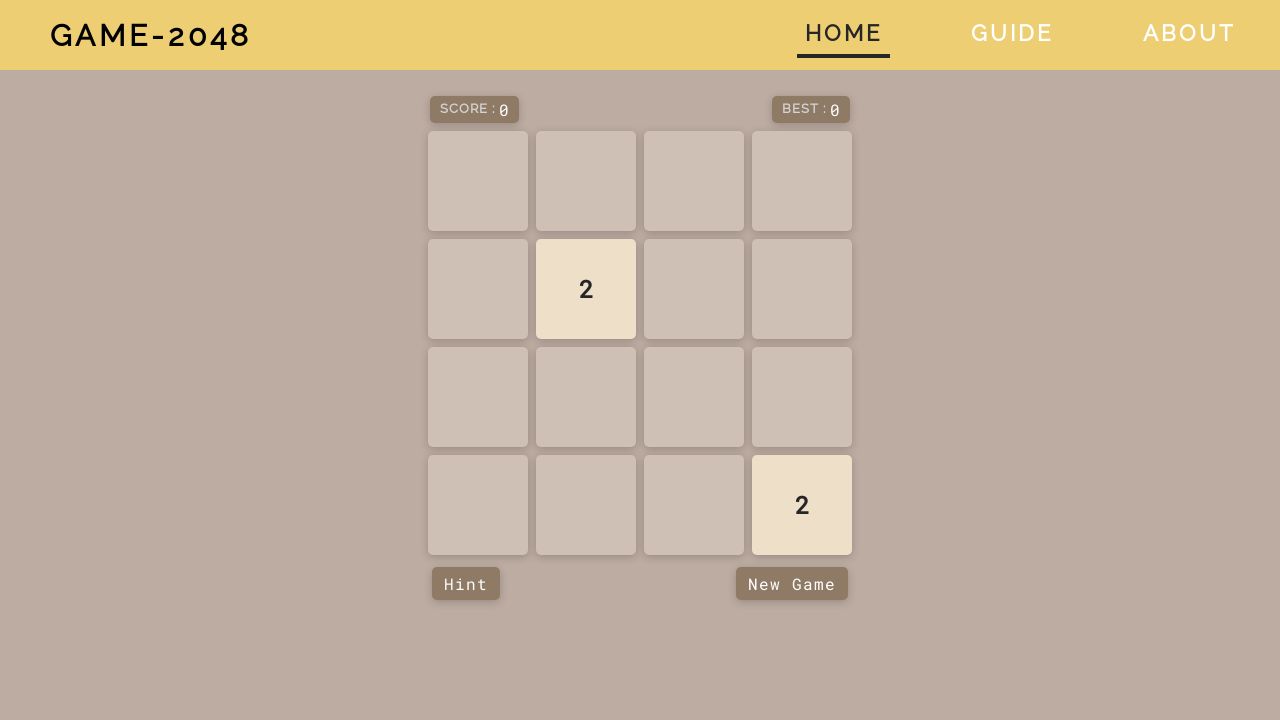 GAME-2048
HOME GUIDE ABOUT
SCORE : 0
BEST : 0
2
2
Hint
New Game